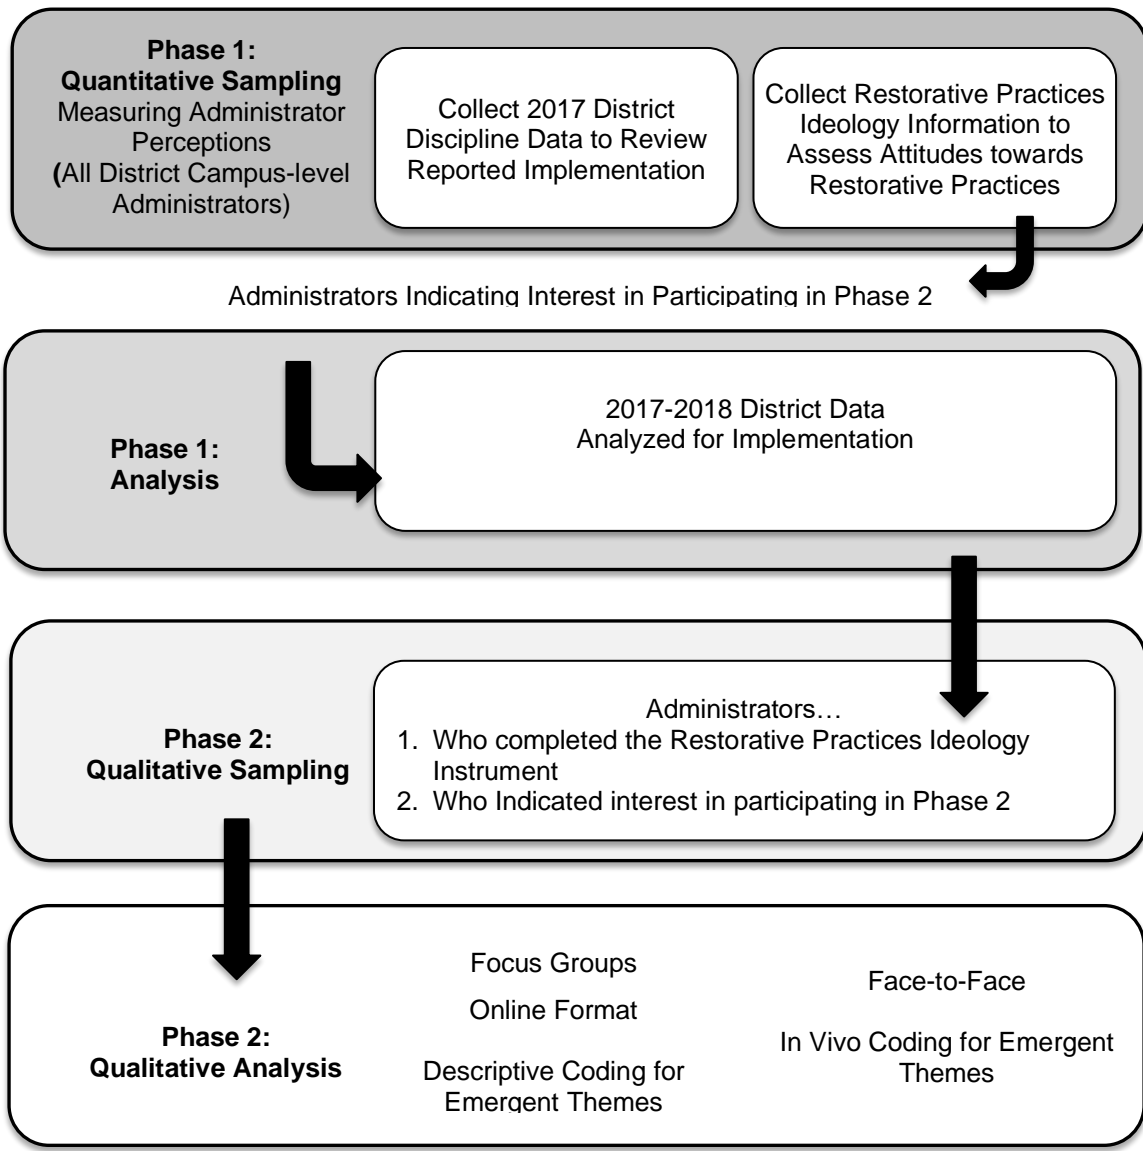 Phase 1:
Quantitative Sampling
Measuring Administrator
Perceptions
(All District Campus-level
Administrators)
Collect 2017 District
Discipline Data to Review
Reported Implementation
Collect Restorative Practices
Ideology Information to
Assess Attitudes towards
Restorative Practices
Administrators Indicating Interest in Participating in Phase 2
Phase 1:
Analysis
2017-2018 District Data
Analyzed for Implementation
Phase 2:
Qualitative Sampling
Administrators…
1. Who completed the Restorative Practices Ideology
Instrument
2. Who Indicated interest in participating in Phase 2
Phase 2:
Qualitative Analysis
Focus Groups
Online Format
Descriptive Coding for
Emergent Themes
Face-to-Face
In Vivo Coding for Emergent
Themes